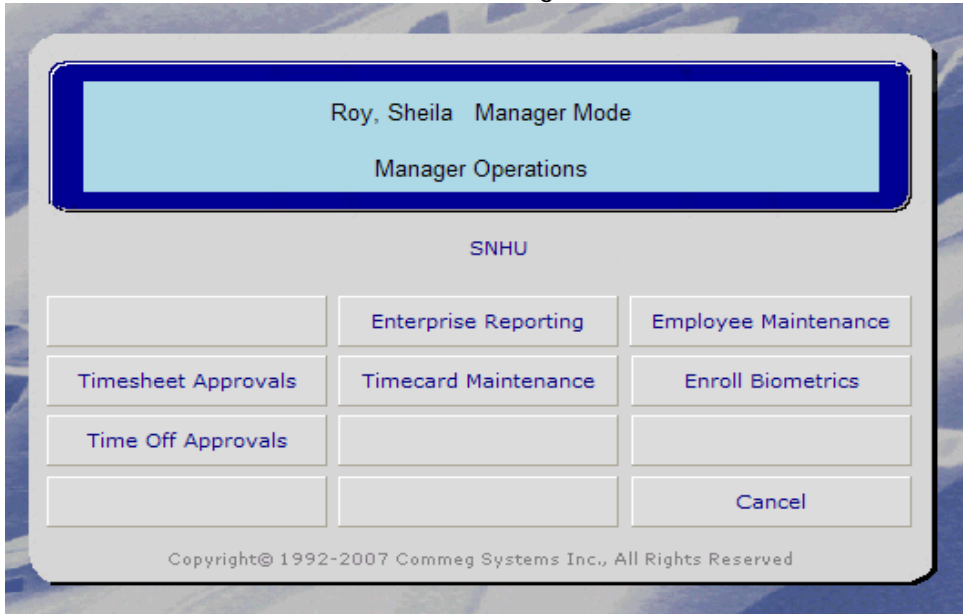 Roy, Sheila Manager Mode
Manager Operations
SNHU
Enterprise Reporting Employee Maintenance
Timesheet Approvals Timecard Maintenance Enroll Biometrics
Time Off Approvals
Cancel
Copyright© 1992-2007 Commeg Systems Inc., All Rights Reserved